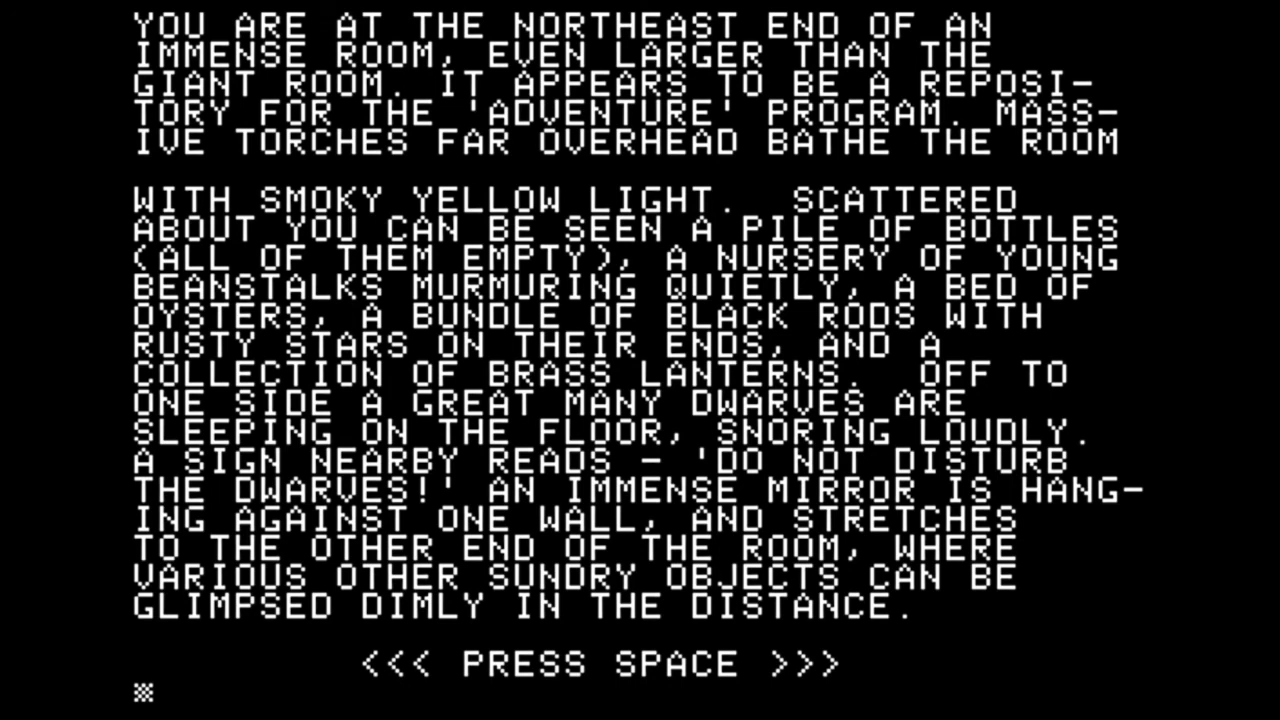 YOU ARE AT THE NORTHEAST END OF AN
IMMENSE ROOM, EVEN LARGER THAN THE
GIANT ROOM. IT APPEARS TO BE A REPOSI-
TORY FOR THE 'ADVENTURE' PROGRAM. MASS-
IVE TORCHES FAR OVERHEAD BATHE THE ROOM
WITH SMOKY YELLOW LIGHT.  SCATTERED
ABOUT YOU CAN BE SEEN A PILE OF BOTTLES
(ALL OF THEM EMPTY), A NURSERY OF YOUNG
BEANSTALKS MURMURING QUIETLY, A BED OF
OYSTERS, A BUNDLE OF BLACK RODS WITH
RUSTY STARS ON THEIR ENDS, AND A
COLLECTION OF BRASS LANTERNS.  OFF TO
ONE SIDE A GREAT MANY DWARVES ARE
SLEEPING ON THE FLOOR, SNORING LOUDLY.
A SIGN NEARBY READS - 'DO NOT DISTURB
THE DWARVES!' AN IMMENSE MIRROR IS HANG-
ING AGAINST ONE WALL, AND STRETCHES
TO THE OTHER END OF THE ROOM, WHERE
VARIOUS OTHER SUNDRY OBJECTS CAN BE
GLIMPSED DIMLY IN THE DISTANCE.
<<< PRESS SPACE >>>